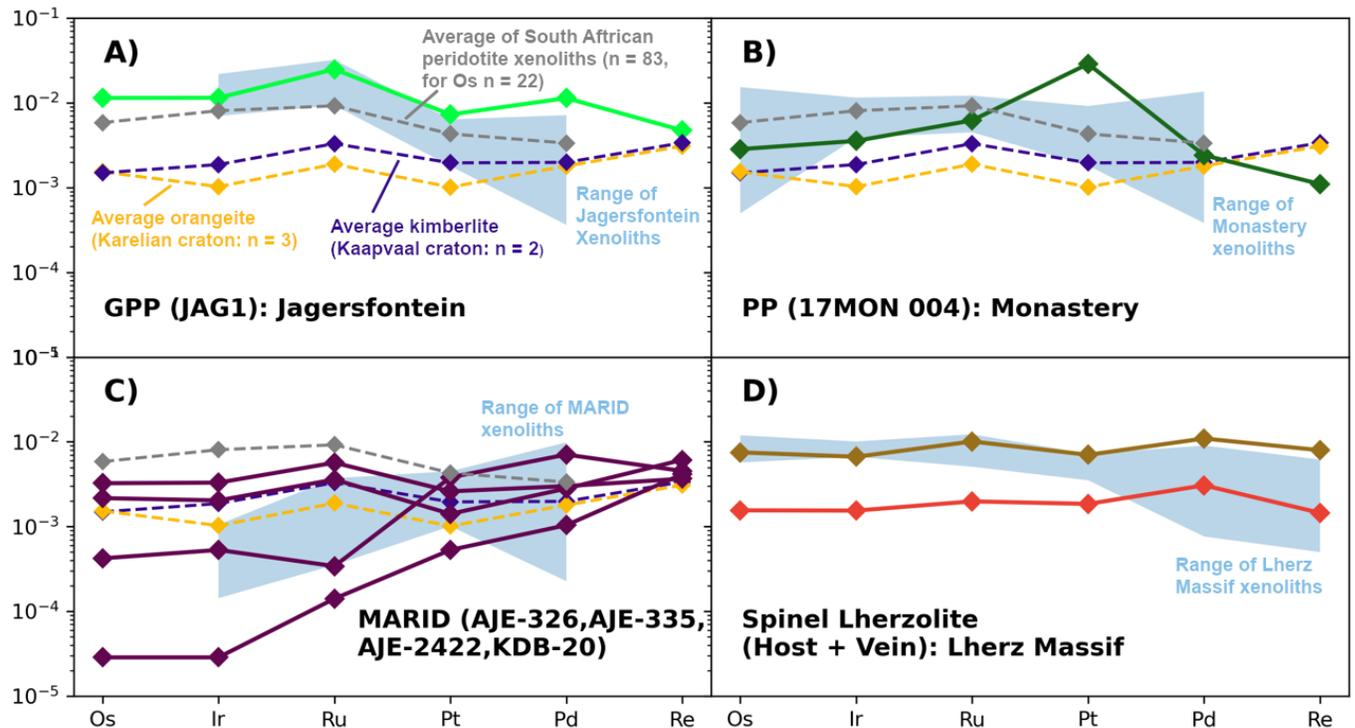 10⁻¹
10⁻²
10⁻³
10⁻⁴
10⁻⁵
A)
Average of South African
peridotite xenoliths (n = 83,
for Os n = 22)
Average orangeite
(Karelian craton: n = 3)
Average kimberlite
(Kaapvaal craton: n = 2)
Range of
Jagersfontein
Xenoliths
GPP (JAG1): Jagersfontein
B)
Range of
Monastery
xenoliths
PP (17MON 004): Monastery
10⁻²
10⁻³
10⁻⁴
10⁻⁵
C)
Range of MARID
xenoliths
MARID (AJE-326,AJE-335,
AJE-2422,KDB-20)
D)
Range of Lherz
Massif xenoliths
Spinel Lherzolite
(Host + Vein): Lherz Massif
Os Ir Ru Pt Pd Re
Os Ir Ru Pt Pd Re